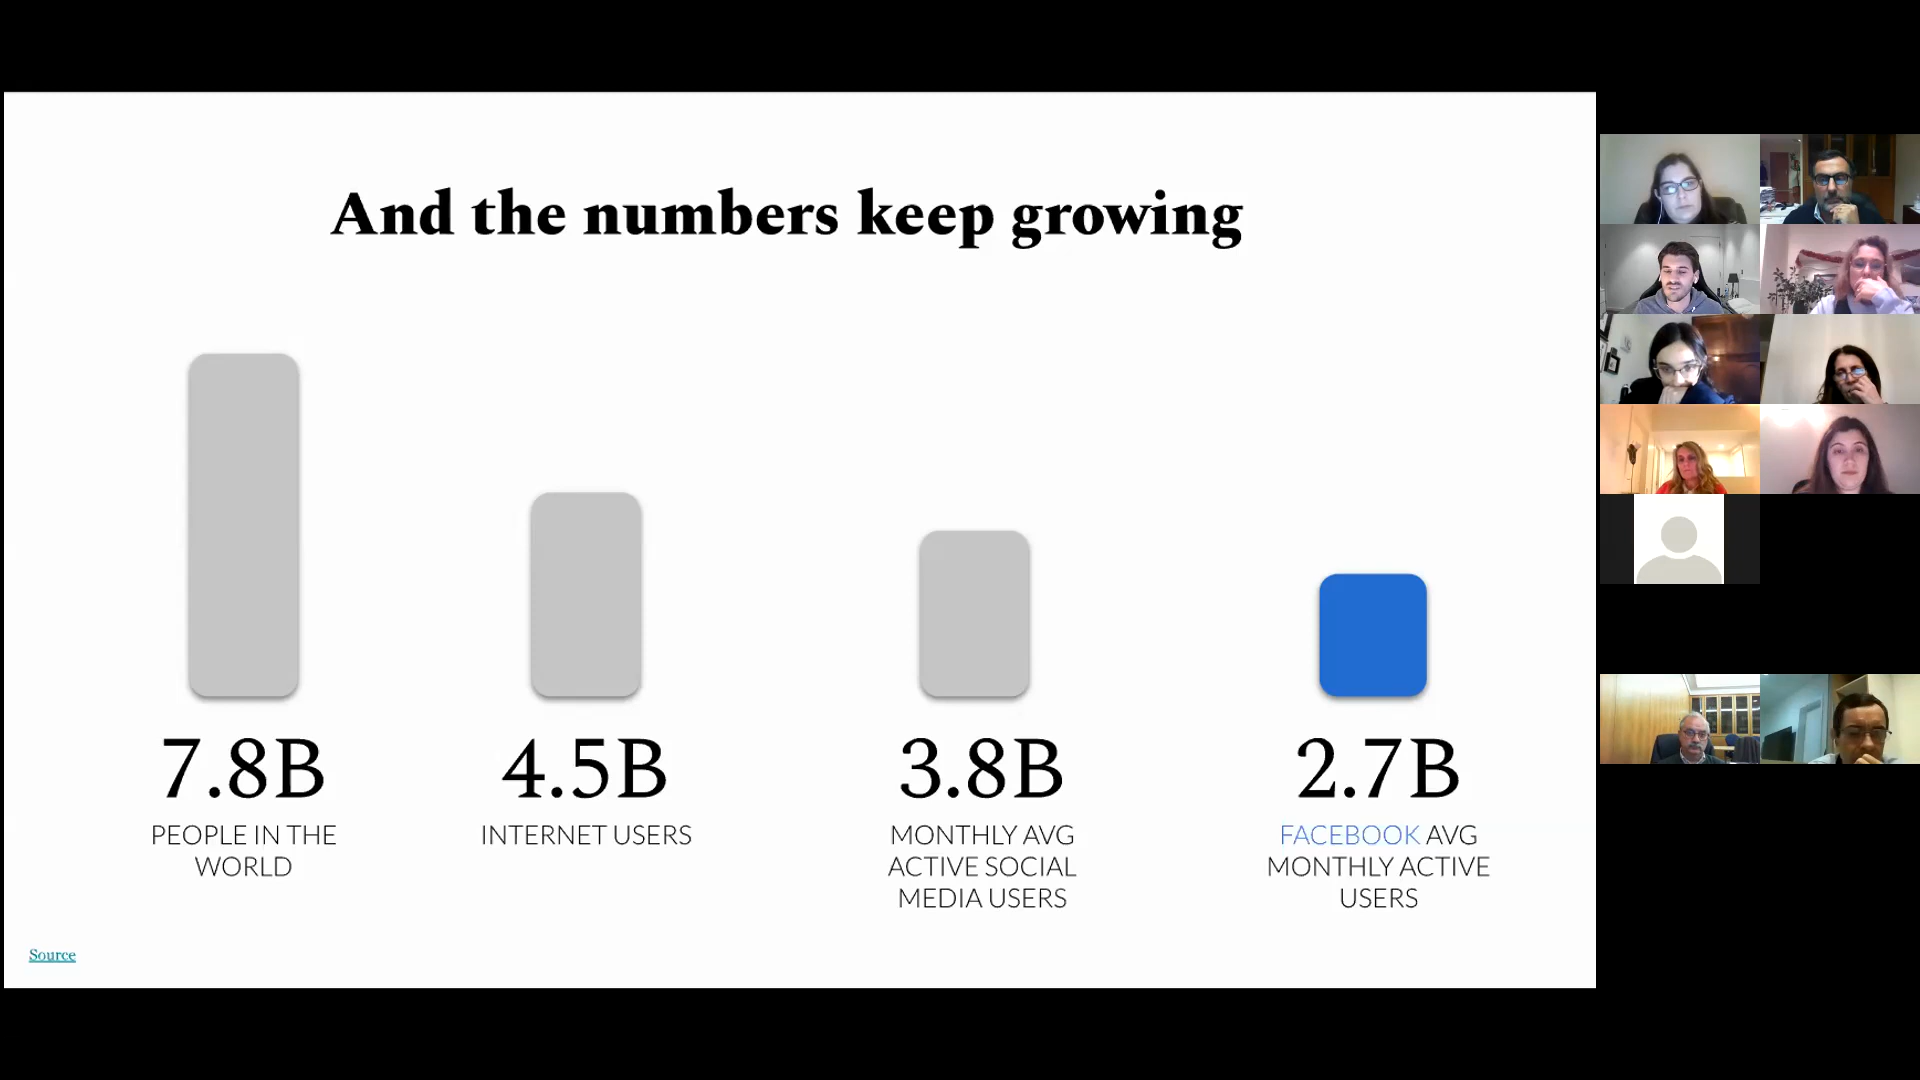 And the numbers keep growing
7.8B
PEOPLE IN THE
WORLD
4.5B
INTERNET USERS
3.8B
MONTHLY AVG
ACTIVE SOCIAL
MEDIA USERS
2.7B
FACEBOOK AVG
MONTHLY ACTIVE
USERS
Source